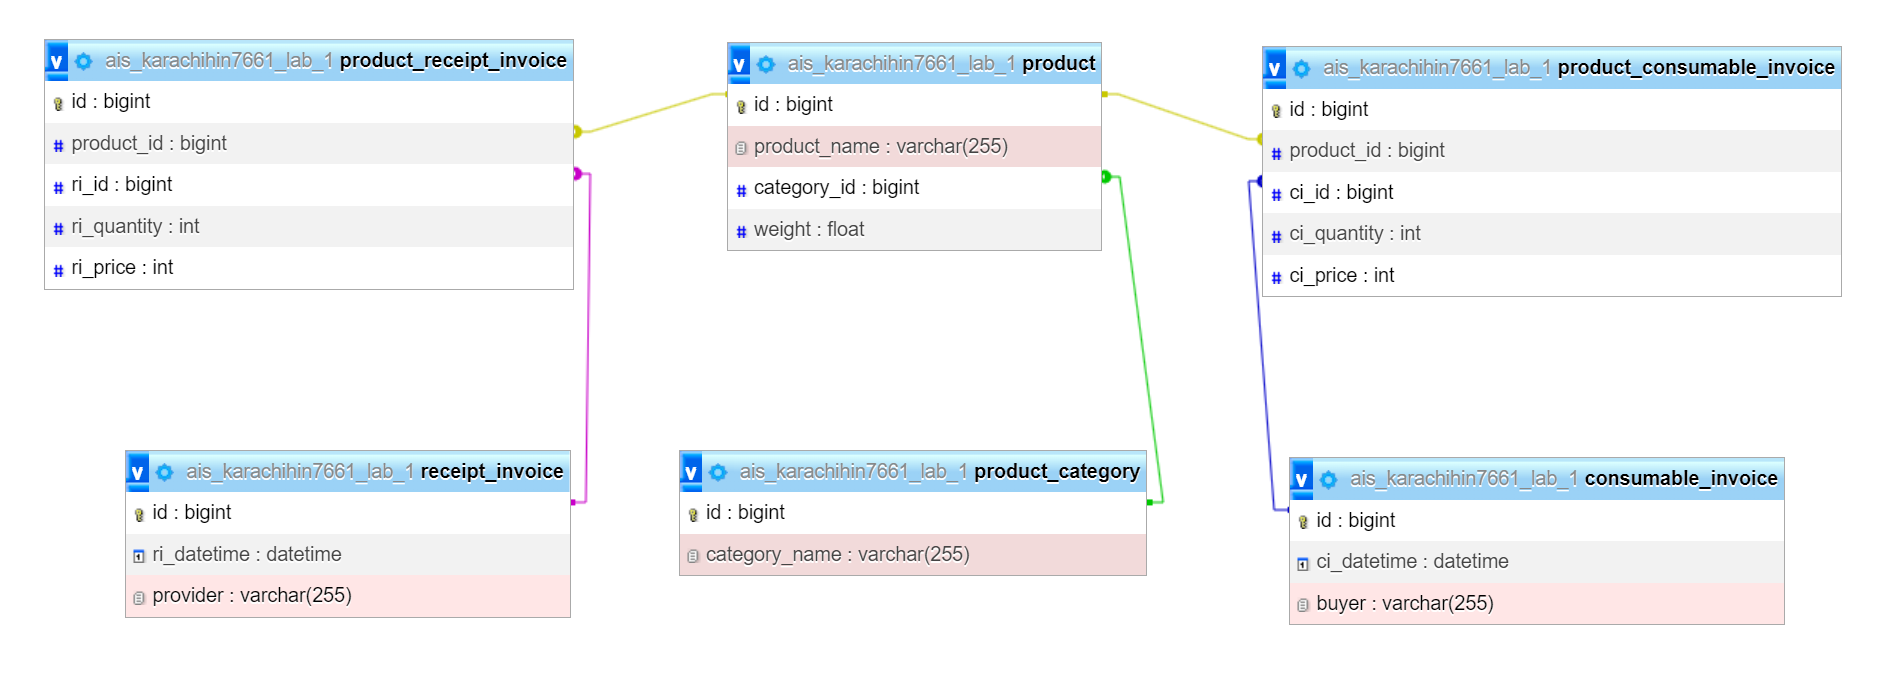 v ais_karachihin7661_lab_1 product_receipt_invoice
id : bigint
product_id : bigint
ri_id : bigint
ri_quantity : int
ri_price : int
v ais_karachihin7661_lab_1 product
id : bigint
product_name : varchar(255)
category_id : bigint
weight : float
v ais_karachihin7661_lab_1 product_consumable_invoice
id : bigint
product_id : bigint
ci_id : bigint
ci_quantity : int
ci_price : int
v ais_karachihin7661_lab_1 receipt_invoice
id : bigint
ri_datetime : datetime
provider : varchar(255)
v ais_karachihin7661_lab_1 product_category
id : bigint
category_name : varchar(255)
v ais_karachihin7661_lab_1 consumable_invoice
id : bigint
ci_datetime : datetime
buyer : varchar(255)